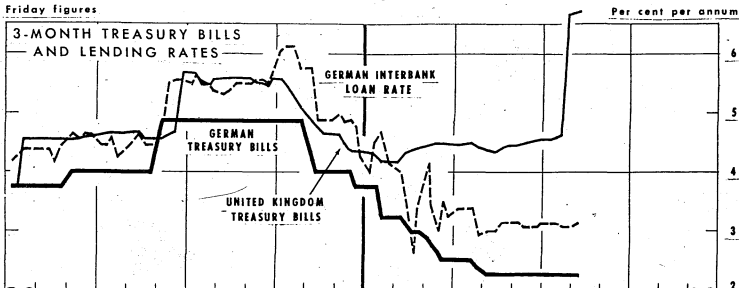 Friday figures
Per cent per annum
3-MONTH TREASURY BILLS
AND LENDING RATES
GERMAN INTERBANK
LOAN RATE
GERMAN
TREASURY BILLS
UNITED KINGDOM
TREASURY BILLS
6
5
4
3
2